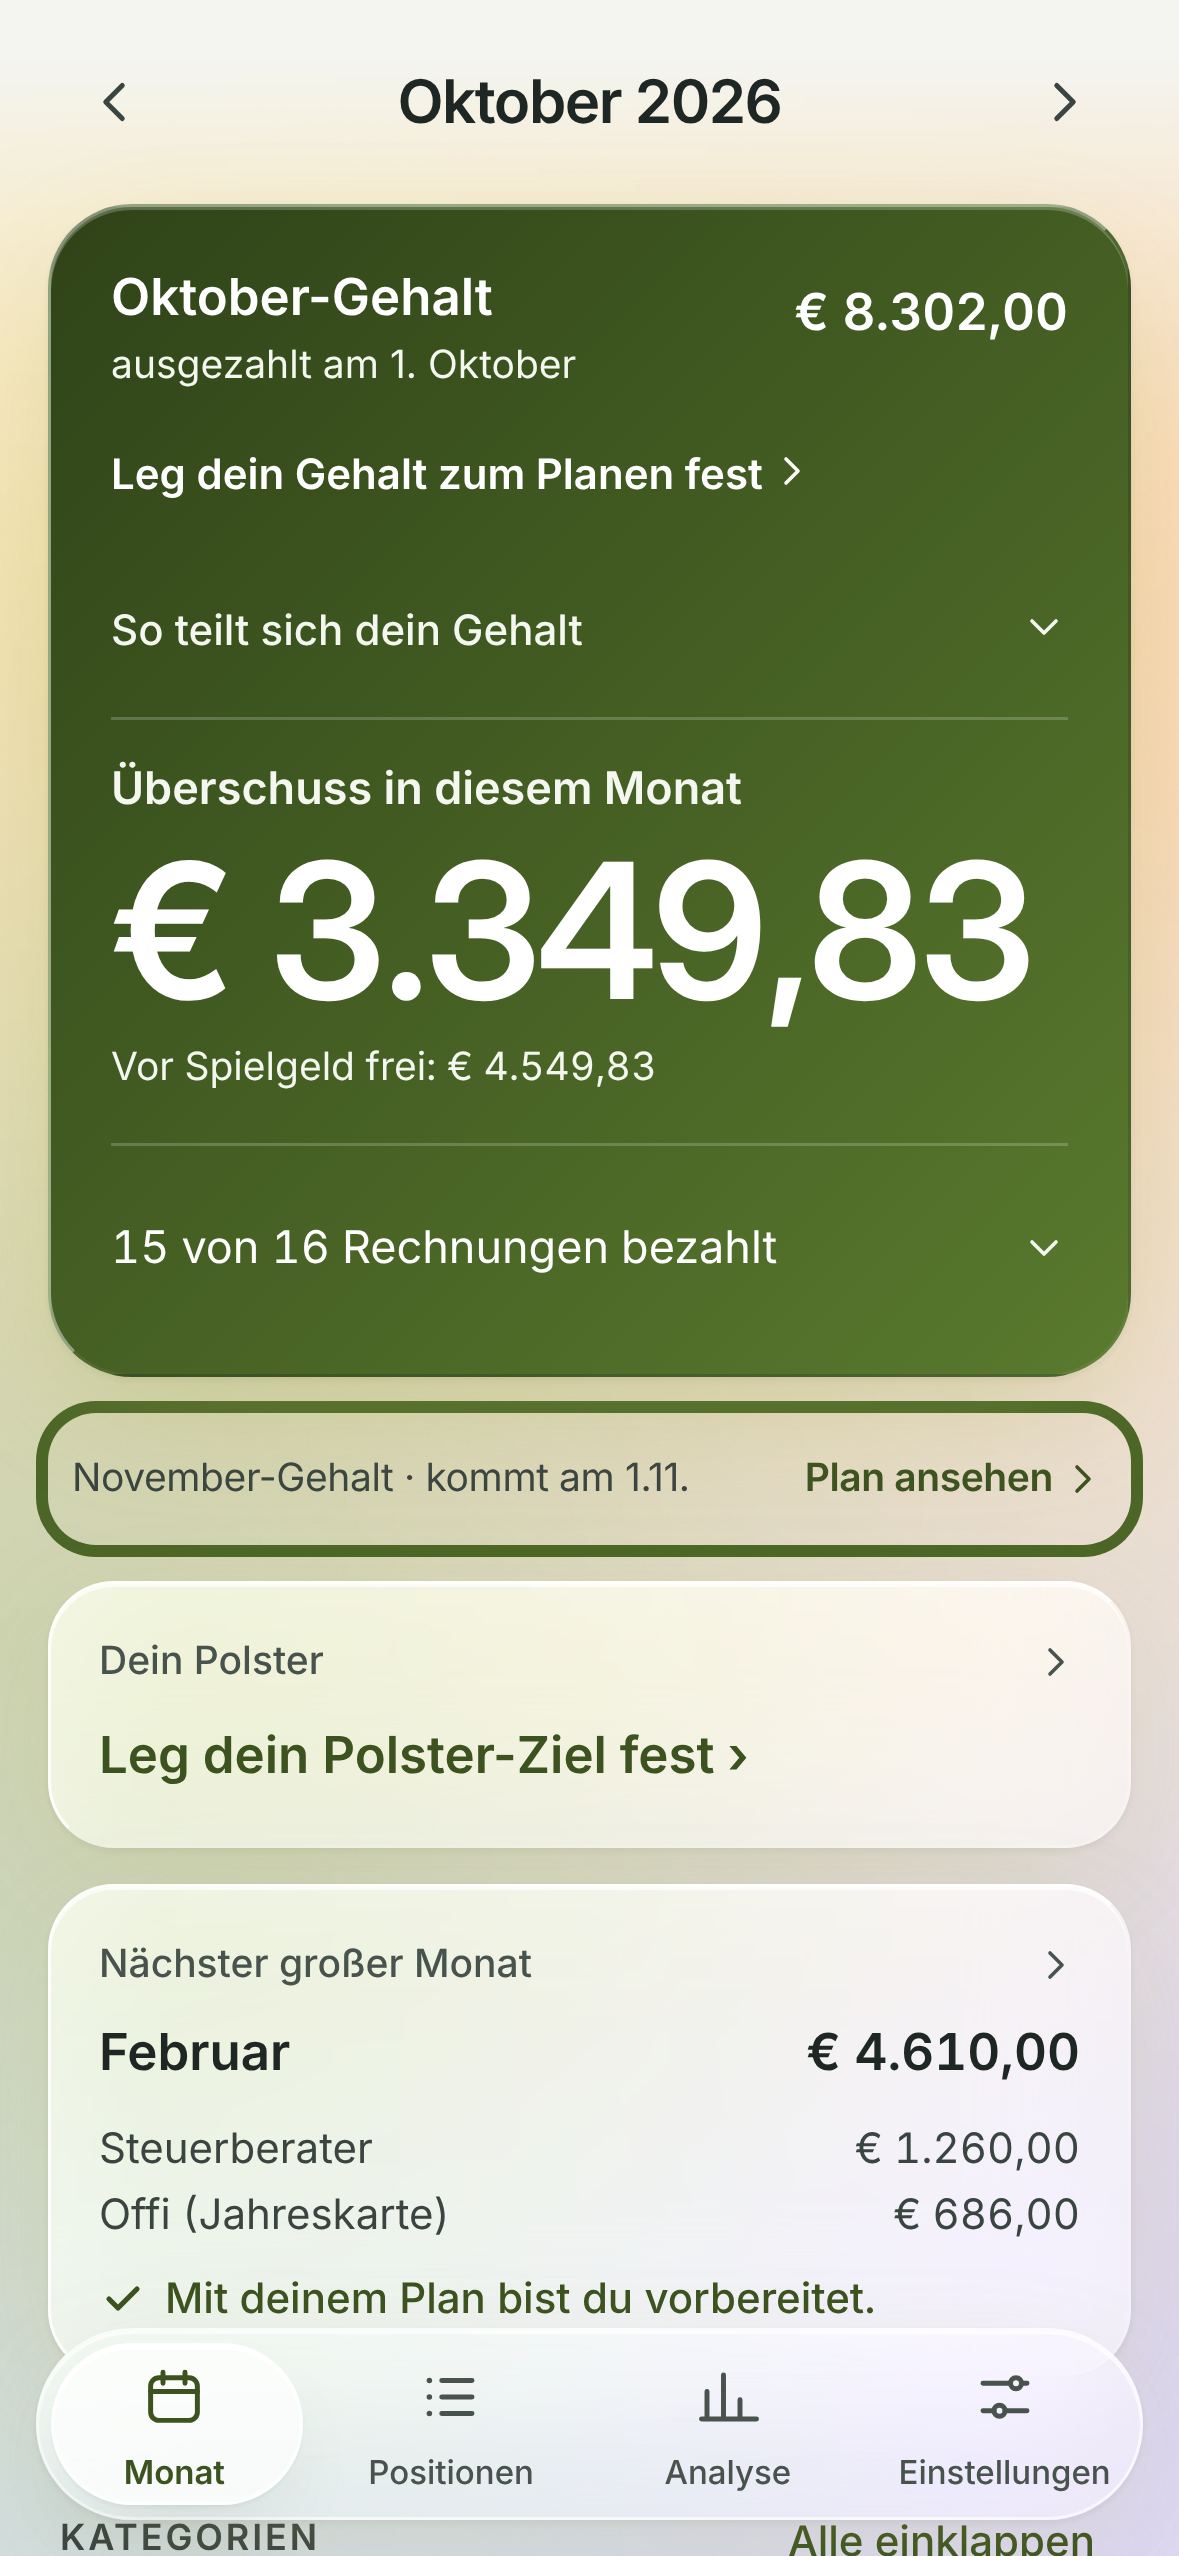 Oktober 2026
Oktober-Gehalt
€ 8.302,00
ausgezahlt am 1. Oktober
Leg dein Gehalt zum Planen fest
So teilt sich dein Gehalt
Überschuss in diesem Monat
€ 3.349,83
Vor Spielgeld frei: € 4.549,83
15 von 16 Rechnungen bezahlt
November-Gehalt · kommt am 1.11. Plan ansehen
Dein Polster
Leg dein Polster-Ziel fest ›
Nächster großer Monat
Februar € 4.610,00
Steuerberater € 1.260,00
Offi (Jahreskarte) € 686,00
Mit deinem Plan bist du vorbereitet.
Monat Positionen Analyse Einstellungen
KATEGORIEN Alle einklappen